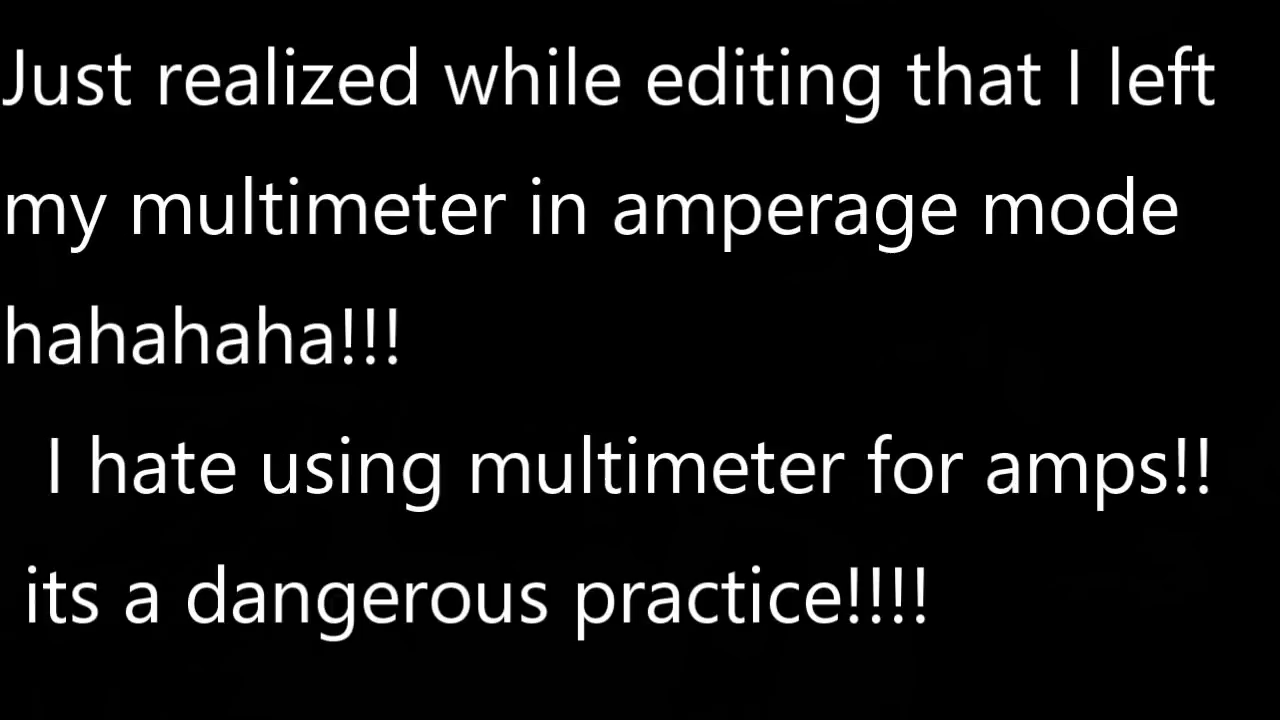 Just realized while editing that I left
my multimeter in amperage mode
hahahaha!!!
I hate using multimeter for amps!!
its a dangerous practice!!!!